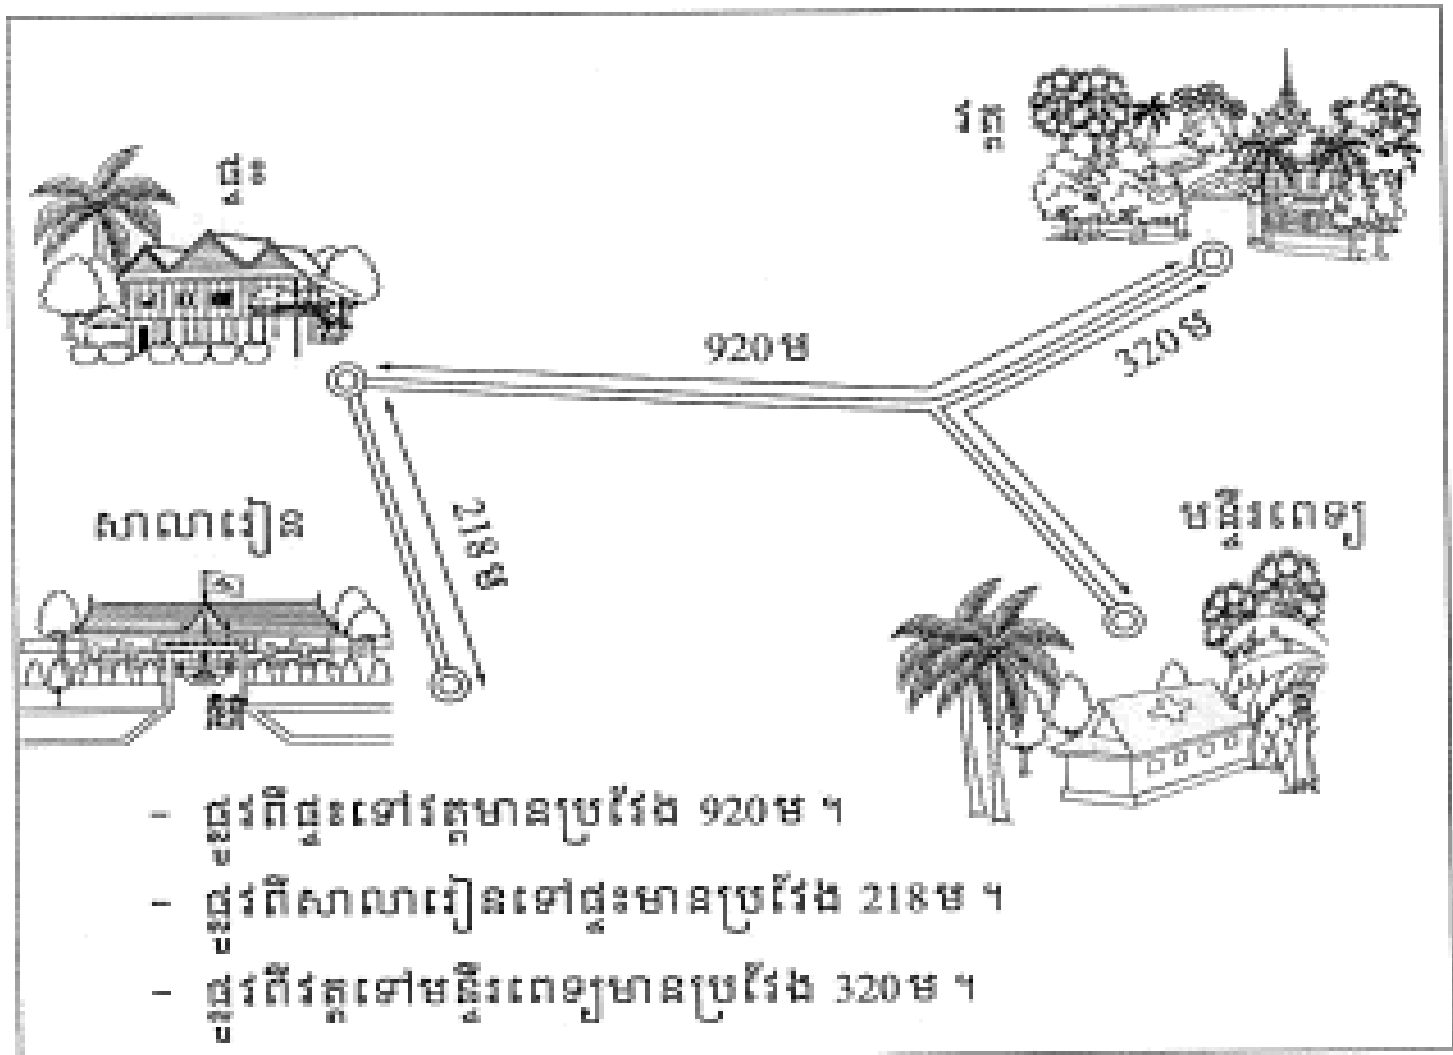 វត្ត
ផ្ទះ
920ម
320ម
218ម
សាលារៀន
មន្ទីរពេទ្យ
- ផ្លូវពីផ្ទះទៅវត្តមានប្រវែង 920ម ។
- ផ្លូវពីសាលារៀនទៅផ្ទះមានប្រវែង 218ម ។
- ផ្លូវពីវត្តទៅមន្ទីរពេទ្យមានប្រវែង 320ម ។